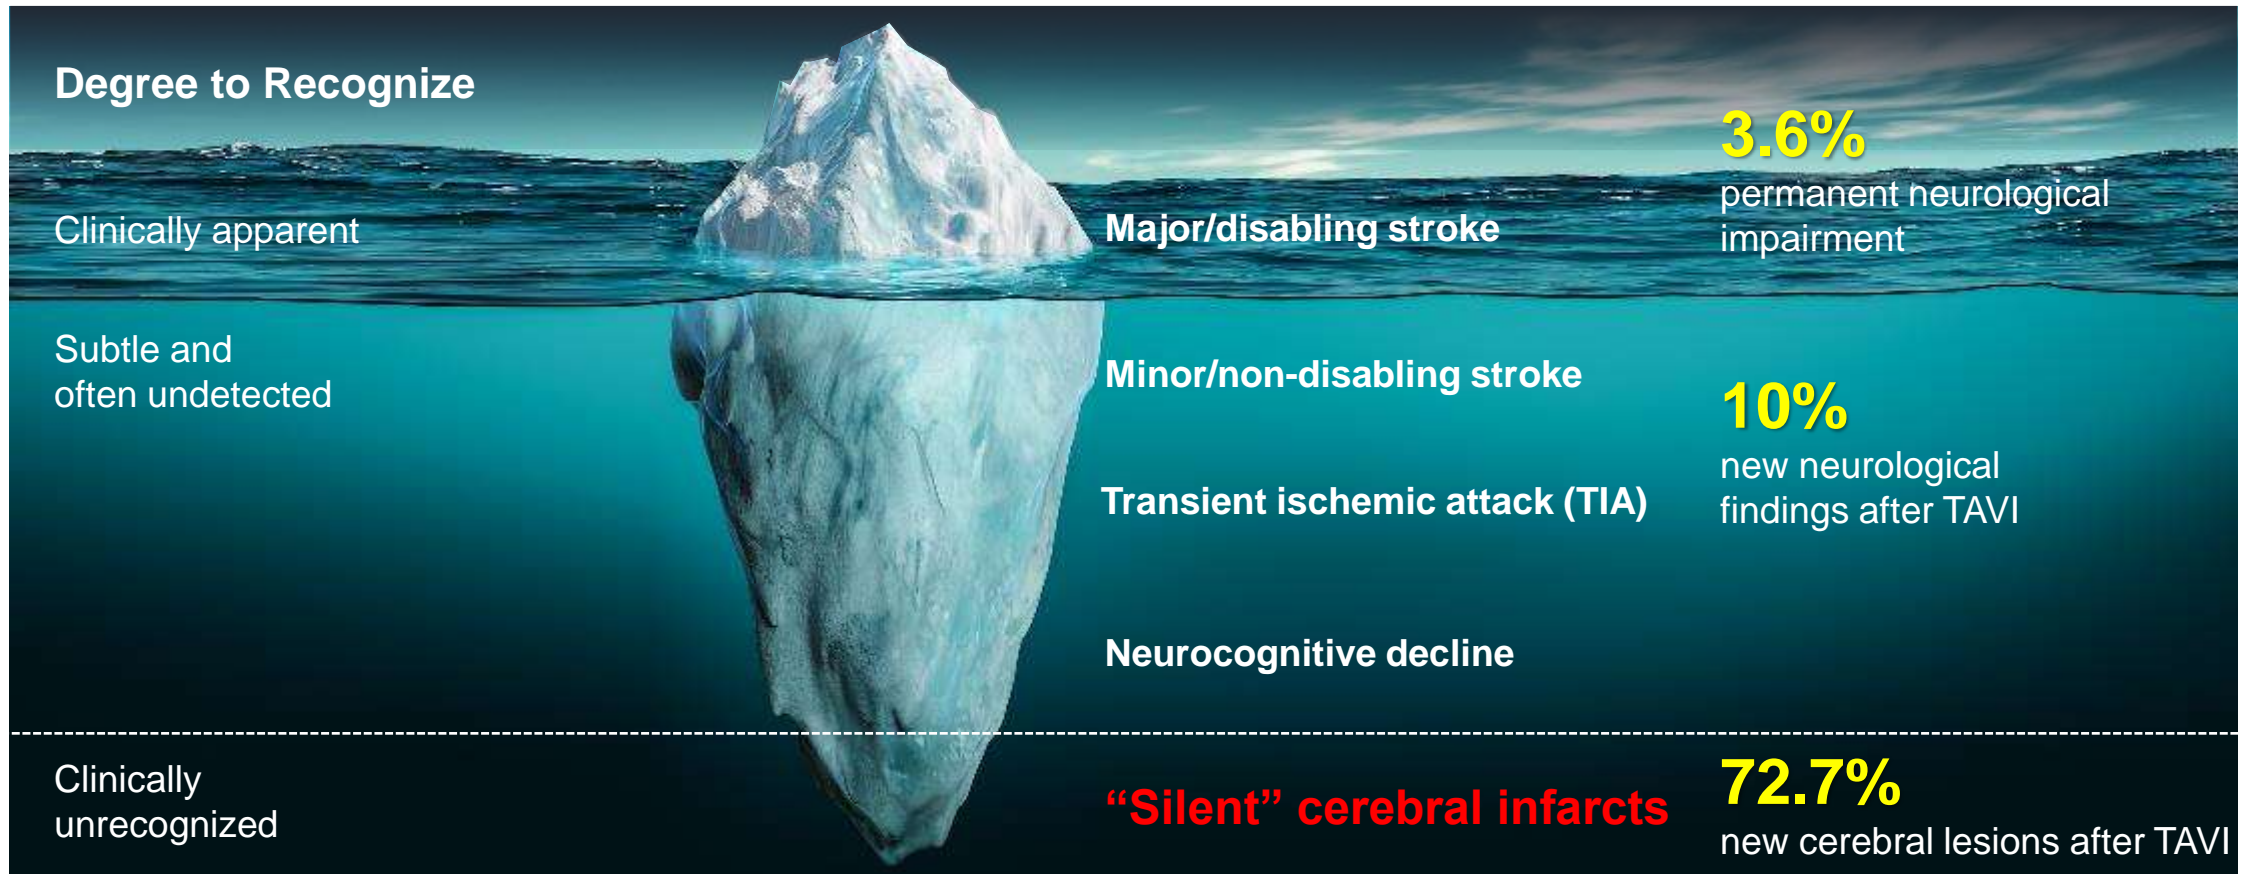 Degree to Recognize
3.6%
permanent neurological
impairment
Clinically apparent
Major/disabling stroke
Subtle and
often undetected
Minor/non-disabling stroke
10%
new neurological
findings after TAVI
Transient ischemic attack (TIA)
Neurocognitive decline
Clinically
unrecognized
“Silent” cerebral infarcts
72.7%
new cerebral lesions after TAVI